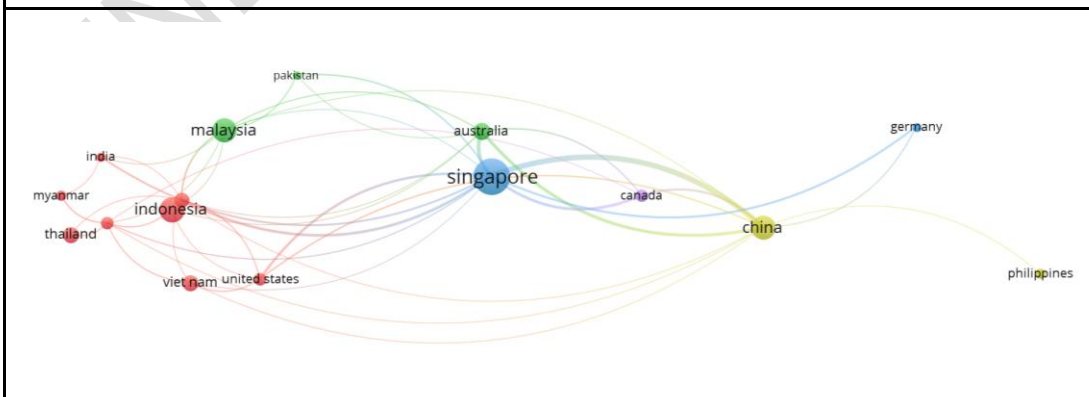 pakistan
malaysia
australia
germany
india
singapore
myanmar
canada
indonesia
china
thailand
philippines
viet nam
united states